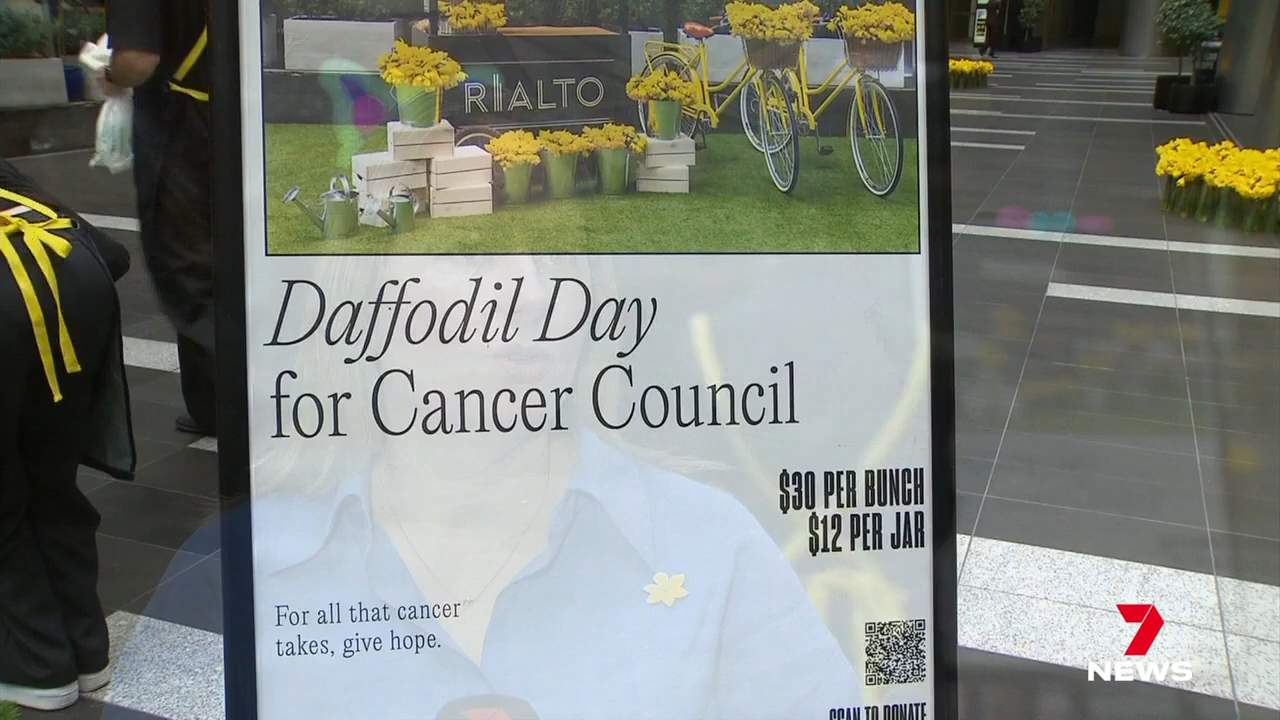 RIALTO
Daffodil Day
for Cancer Council
$30 PER BUNCH
$12 PER JAR
For all that cancer
takes, give hope.
SCAN TO DONATE
7
NEWS